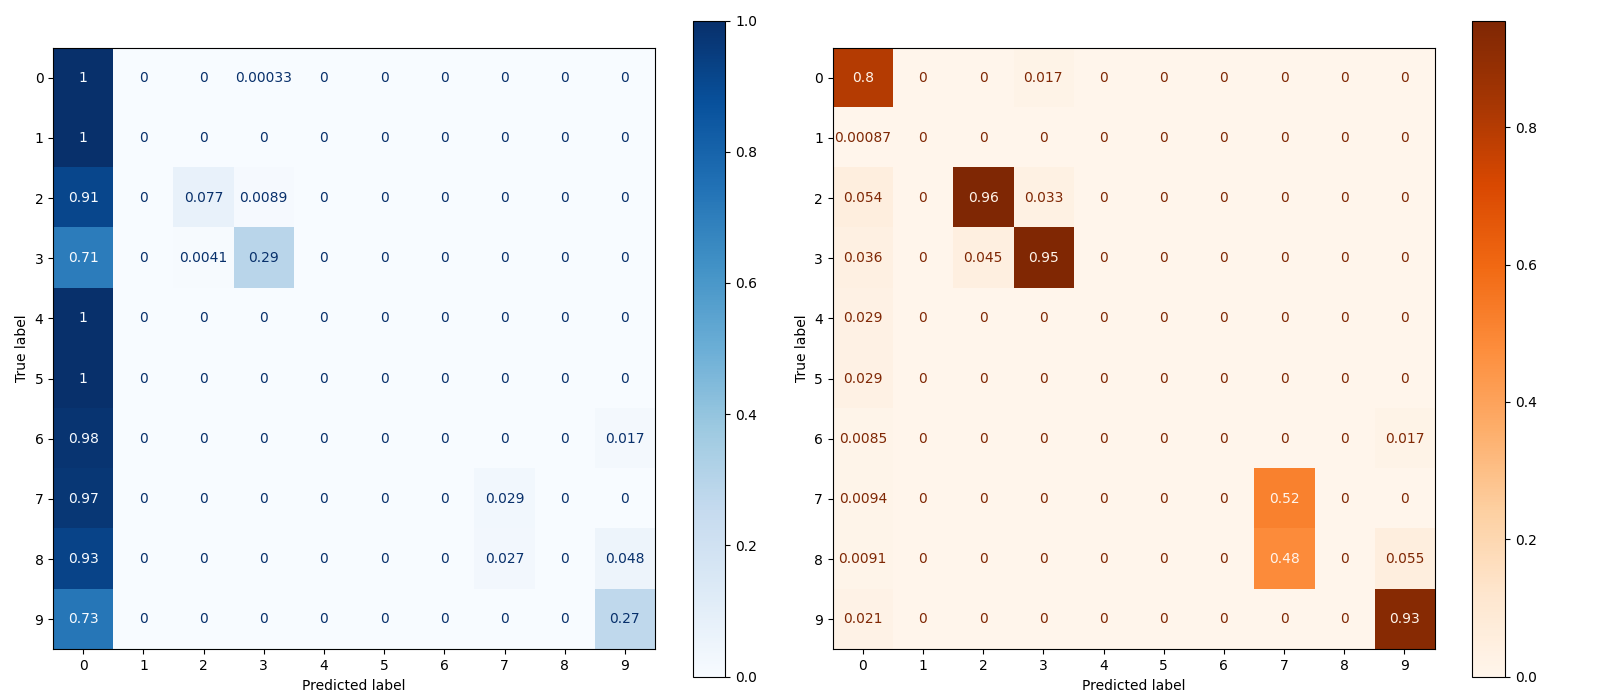 True label
0 1 0 0 0.00033 0 0 0 0 0 0
1 1 0 0 0 0 0 0 0 0 0
2 0.91 0 0.077 0.0089 0 0 0 0 0 0
3 0.71 0 0.0041 0.29 0 0 0 0 0 0
4 1 0 0 0 0 0 0 0 0 0
5 1 0 0 0 0 0 0 0 0 0
6 0.98 0 0 0 0 0 0 0 0 0.017
7 0.97 0 0 0 0 0 0 0.029 0 0
8 0.93 0 0 0 0 0 0 0.027 0 0.048
9 0.73 0 0 0 0 0 0 0 0 0.27
0 1 2 3 4 5 6 7 8 9
Predicted label
1.0
0.8
0.6
0.4
0.2
0.0
True label
0 0.8 0 0 0.017 0 0 0 0 0 0
1 0.00087 0 0 0 0 0 0 0 0 0
2 0.054 0 0.96 0.033 0 0 0 0 0 0
3 0.036 0 0.045 0.95 0 0 0 0 0 0
4 0.029 0 0 0 0 0 0 0 0 0
5 0.029 0 0 0 0 0 0 0 0 0
6 0.0085 0 0 0 0 0 0 0 0 0.017
7 0.0094 0 0 0 0 0 0 0.52 0 0
8 0.0091 0 0 0 0 0 0 0.48 0 0.055
9 0.021 0 0 0 0 0 0 0 0 0.93
0 1 2 3 4 5 6 7 8 9
Predicted label
0.8
0.6
0.4
0.2
0.0